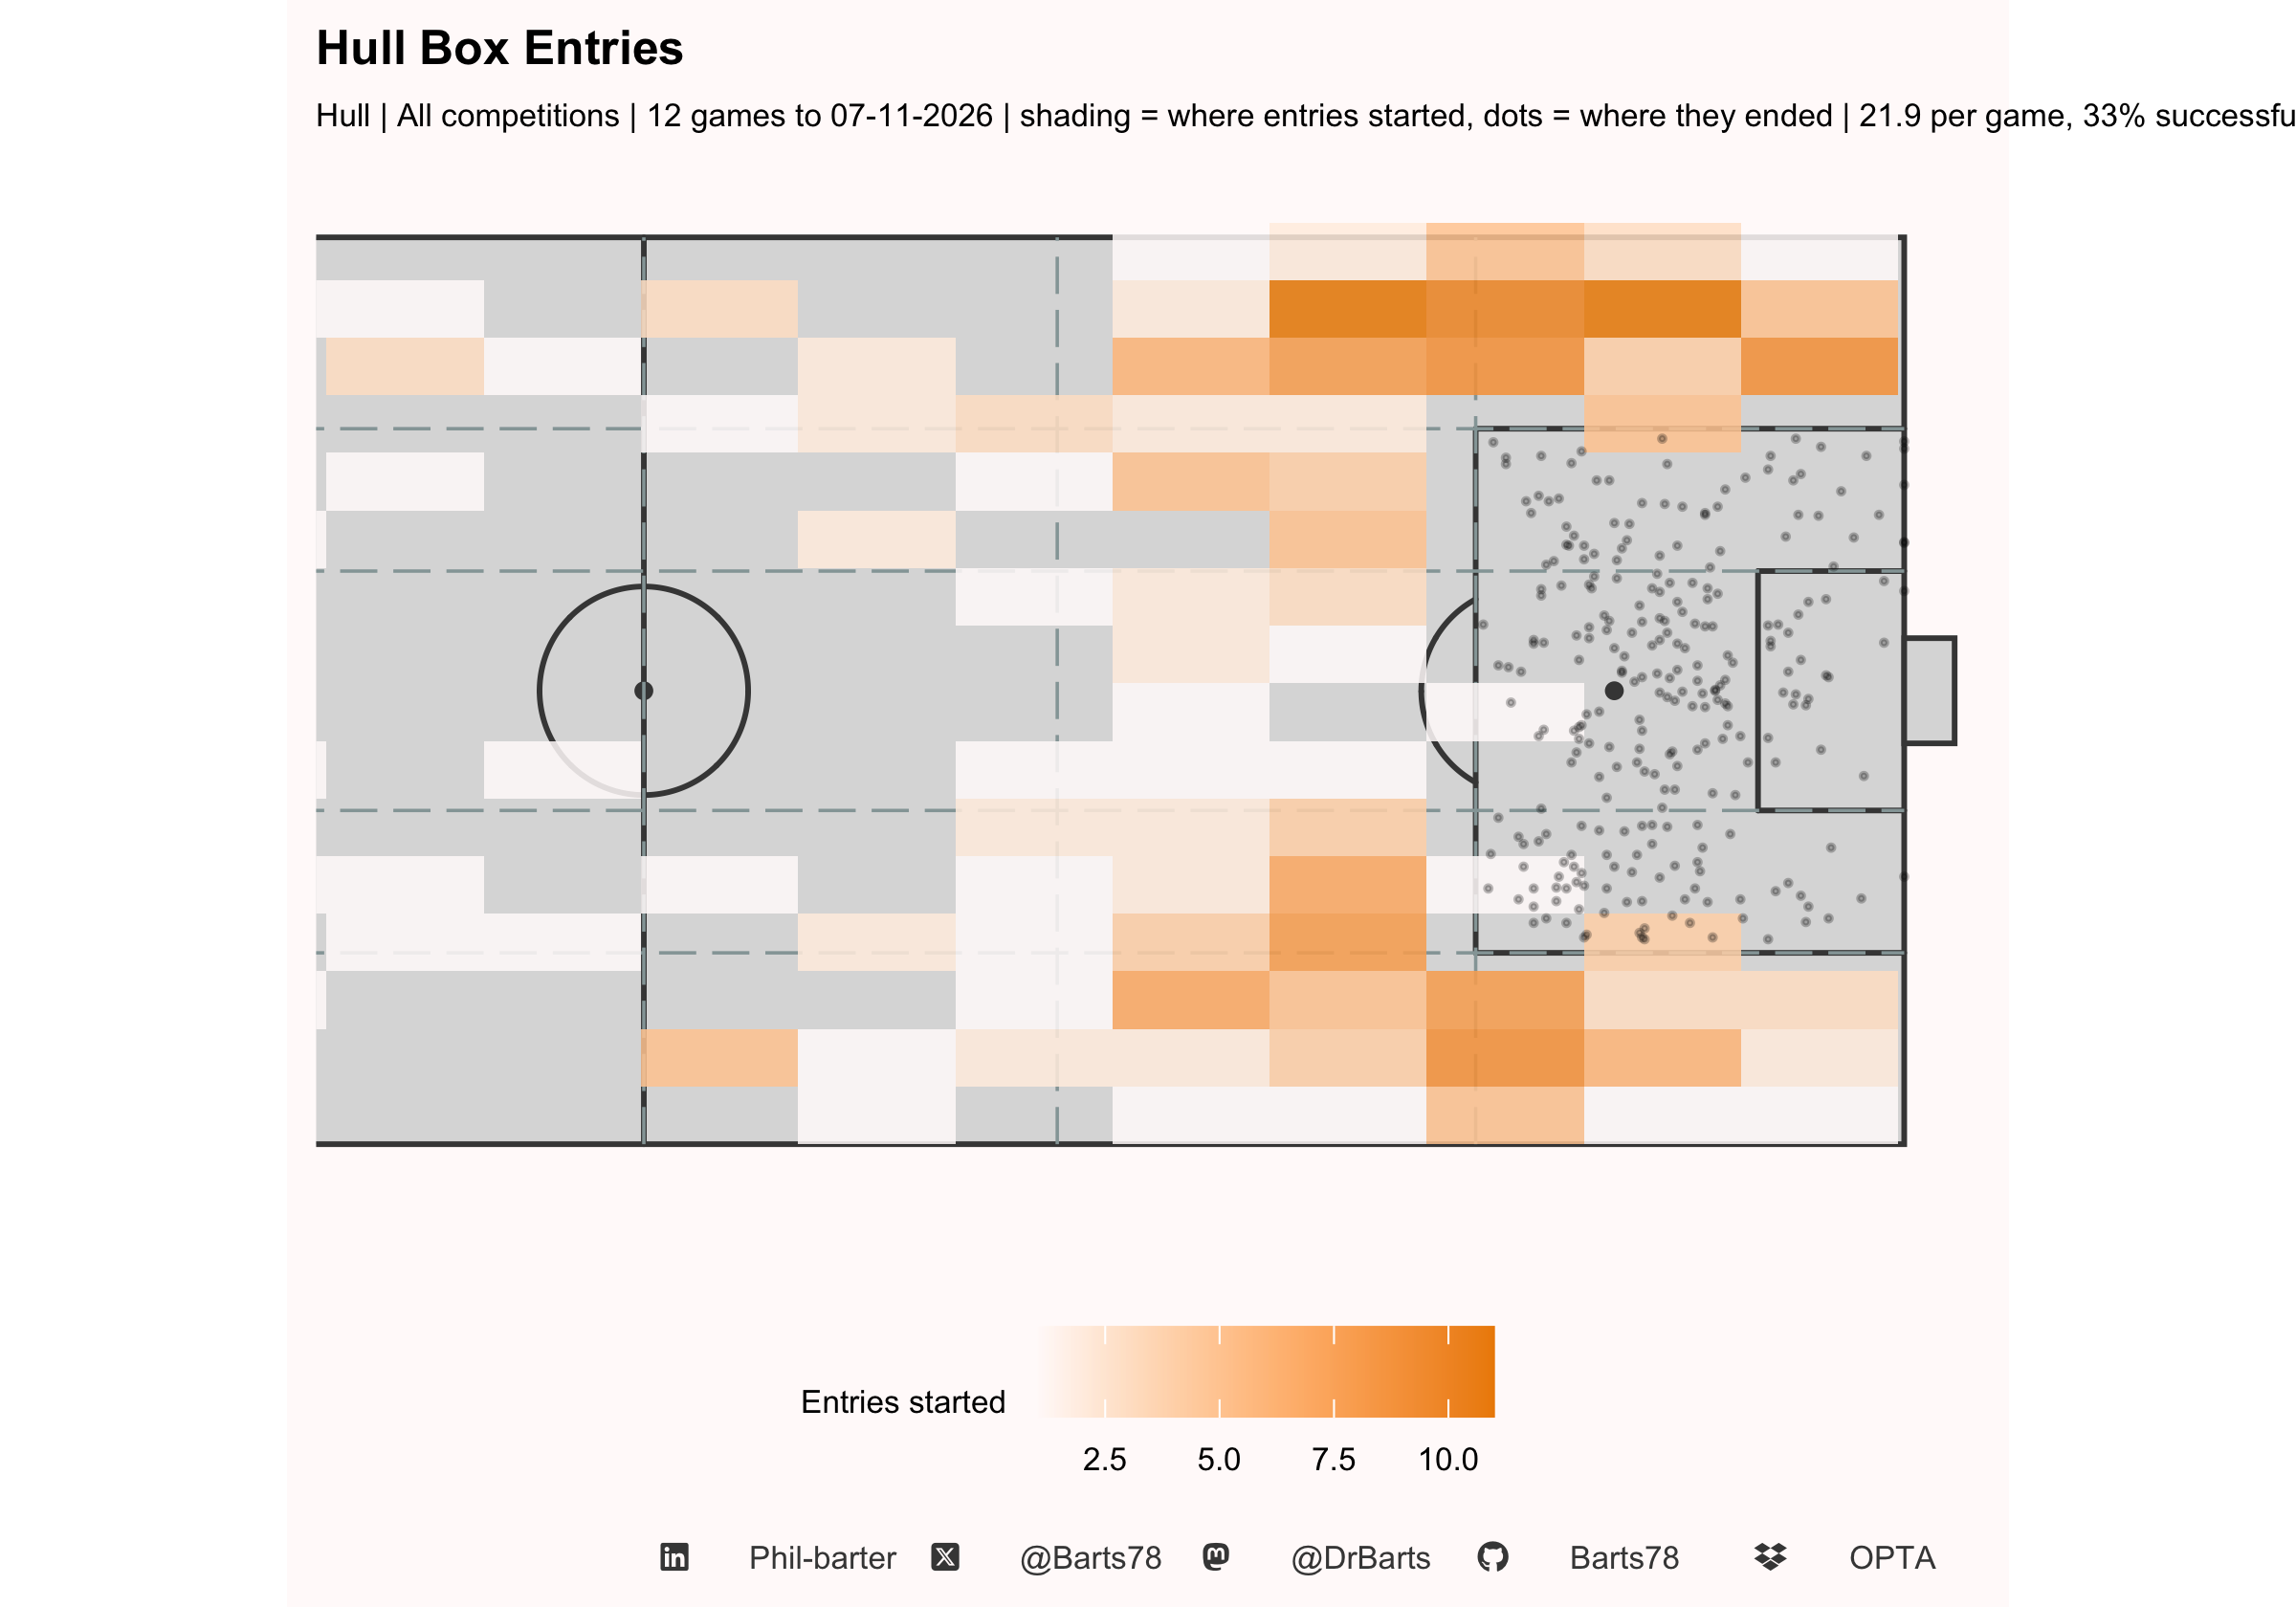 Hull Box Entries
Hull | All competitions | 12 games to 07-11-2026 | shading = where entries started, dots = where they ended | 21.9 per game, 33% successfu
Entries started
2.5 5.0 7.5 10.0
Phil-barter @Barts78 @DrBarts Barts78 OPTA